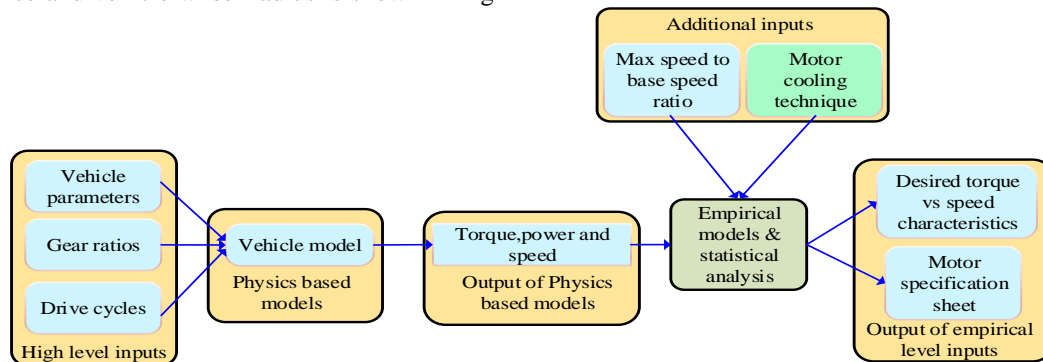 Additional inputs
Max speed to
base speed
ratio
Motor
cooling
technique
Vehicle
parameters
Gear ratios
Drive cycles
High level inputs
Vehicle model
Physics based
models
Torque,power and
speed
Output of Physics
based models
Empirical
models &
statistical
analysis
Desired torque
vs speed
characteristics
Motor
specification
sheet
Output of empirical
level inputs